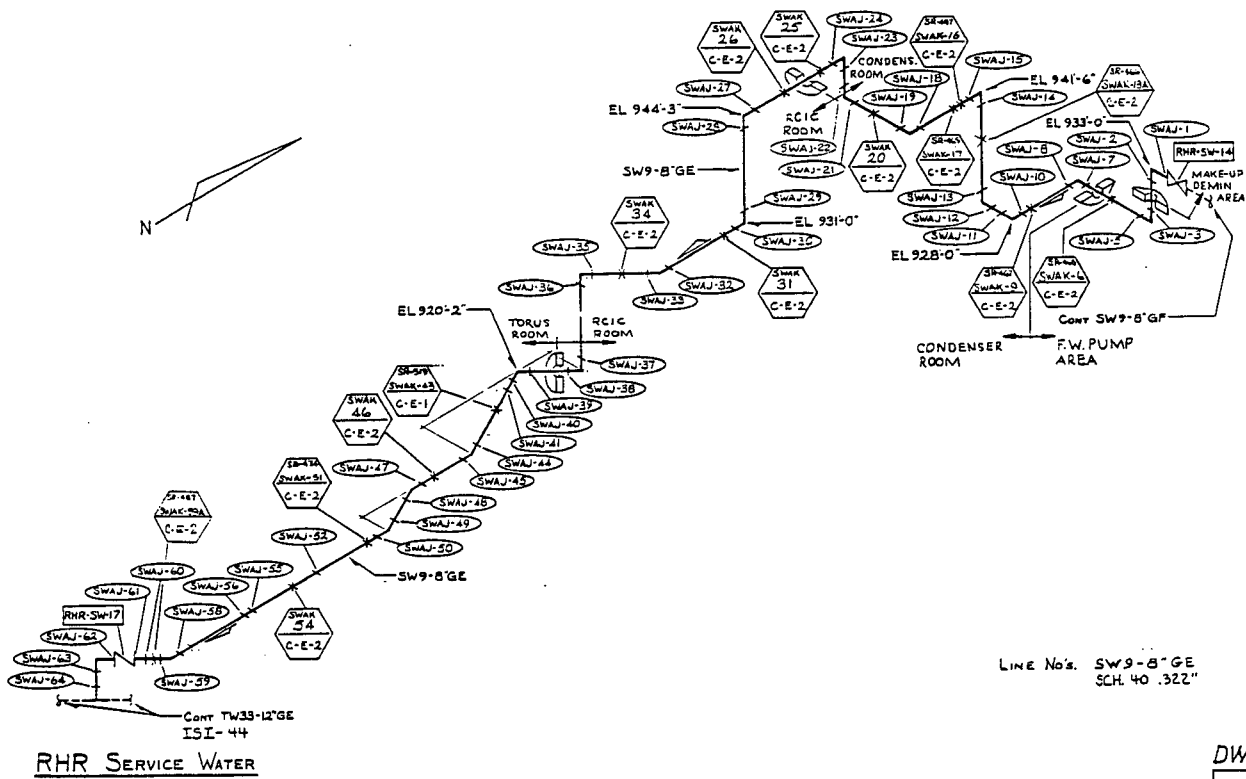 SWAK
26
C-E-2
SWAK
25
C-E-2
SWAJ-24
SWAJ-23
CONDENS.
ROOM
SWAK-16
C-E-2
SWAJ-15
SWAJ-18
SWAJ-27
SWAJ-19
EL 941'-6"
SWAJ-14
SWAK-13A
C-E-2
EL 944'-3"
RCIC
ROOM
EL 933'-0"
SWAJ-22
SWAJ-21
SWAK
20
C-E-2
SWAK-17
C-E-2
SWAJ-8
SWAJ-2
SWAJ-7
SWAJ-1
RHR-SW-14
MAKE-UP
DEMIN
AREA
SW9-8"GE
SWAJ-10
SWAJ-13
SWAJ-12
SWAJ-11
EL 928'-0"
SWAJ-5
SWAJ-3
N
SWAJ-29
EL 931'-0"
SWAJ-30
SWAK
34
C-E-2
SWAJ-35
SWAJ-36
SWAJ-33
SWAJ-32
SWAK
31
C-E-2
SWAK-9
C-E-2
SWAK-6
C-E-2
CONT SW9-8"GF
CONDENSER
ROOM
F.W. PUMP
AREA
EL 920'-2"
TORUS
ROOM
RCIC
ROOM
SWAJ-37
SWAJ-38
SWAJ-39
SWAJ-40
SWAJ-41
SWAK-43
C-E-1
SWAK
46
C-E-2
SWAJ-44
SWAJ-45
SWAJ-47
SWAJ-48
SWAJ-49
SWAJ-50
SWAK-51
C-E-2
SWAJ-52
SW9-8"GE
SWAJ-55
SWAJ-56
SWAJ-58
C-E-2
SWAJ-60
SWAJ-61
RHR-SW-17
SWAJ-62
SWAJ-63
SWAJ-64
SWAJ-59
SWAK
54
C-E-2
CONT TW33-12"GE
ISI-44
LINE NO'S. SW9-8"GE
SCH. 40 .322"
RHR SERVICE WATER
DW